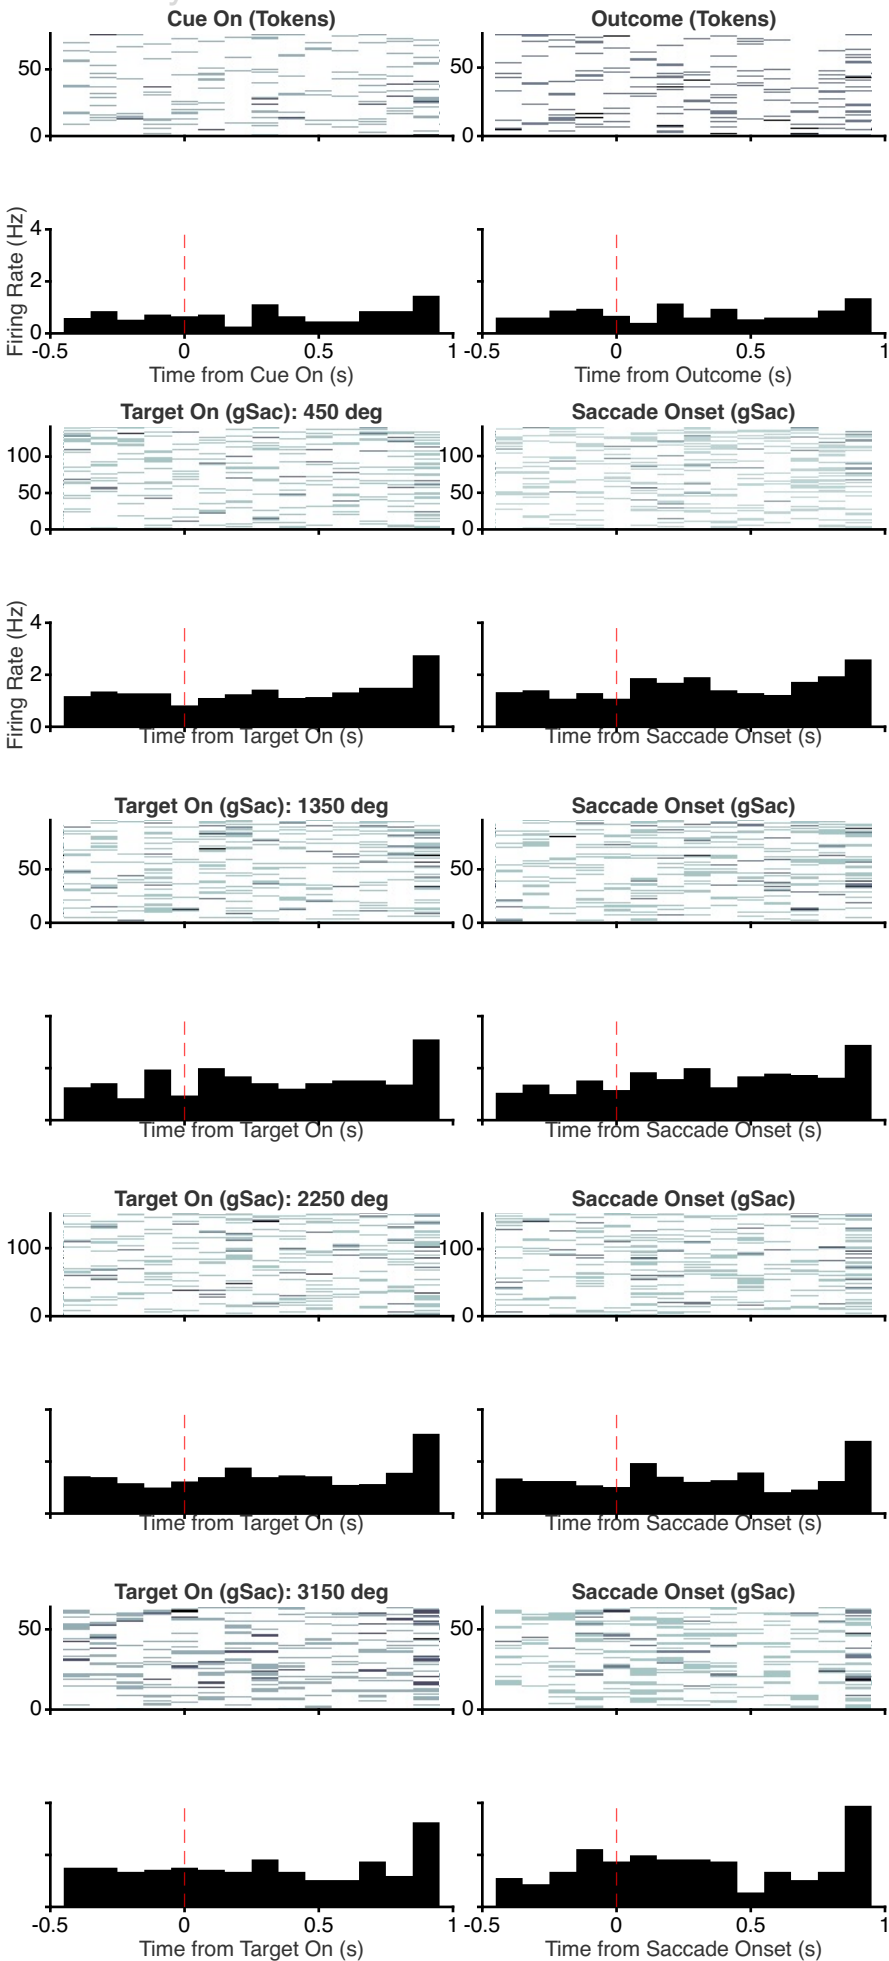 Cue On (Tokens) Outcome (Tokens)
50 50
0 0
Firing Rate (Hz)
4
2
0
-0.5 0 0.5 1 -0.5 0 0.5 1
Time from Cue On (s) Time from Outcome (s)
Target On (gSac): 450 deg Saccade Onset (gSac)
100 100
50 50
0 0
Firing Rate (Hz)
4
2
0
Time from Target On (s) Time from Saccade Onset (s)
Target On (gSac): 1350 deg Saccade Onset (gSac)
50 50
0 0
Time from Target On (s) Time from Saccade Onset (s)
Target On (gSac): 2250 deg Saccade Onset (gSac)
100 100
0 0
Time from Target On (s) Time from Saccade Onset (s)
Target On (gSac): 3150 deg Saccade Onset (gSac)
50 50
0 0
-0.5 0 0.5 1 -0.5 0 0.5 1
Time from Target On (s) Time from Saccade Onset (s)